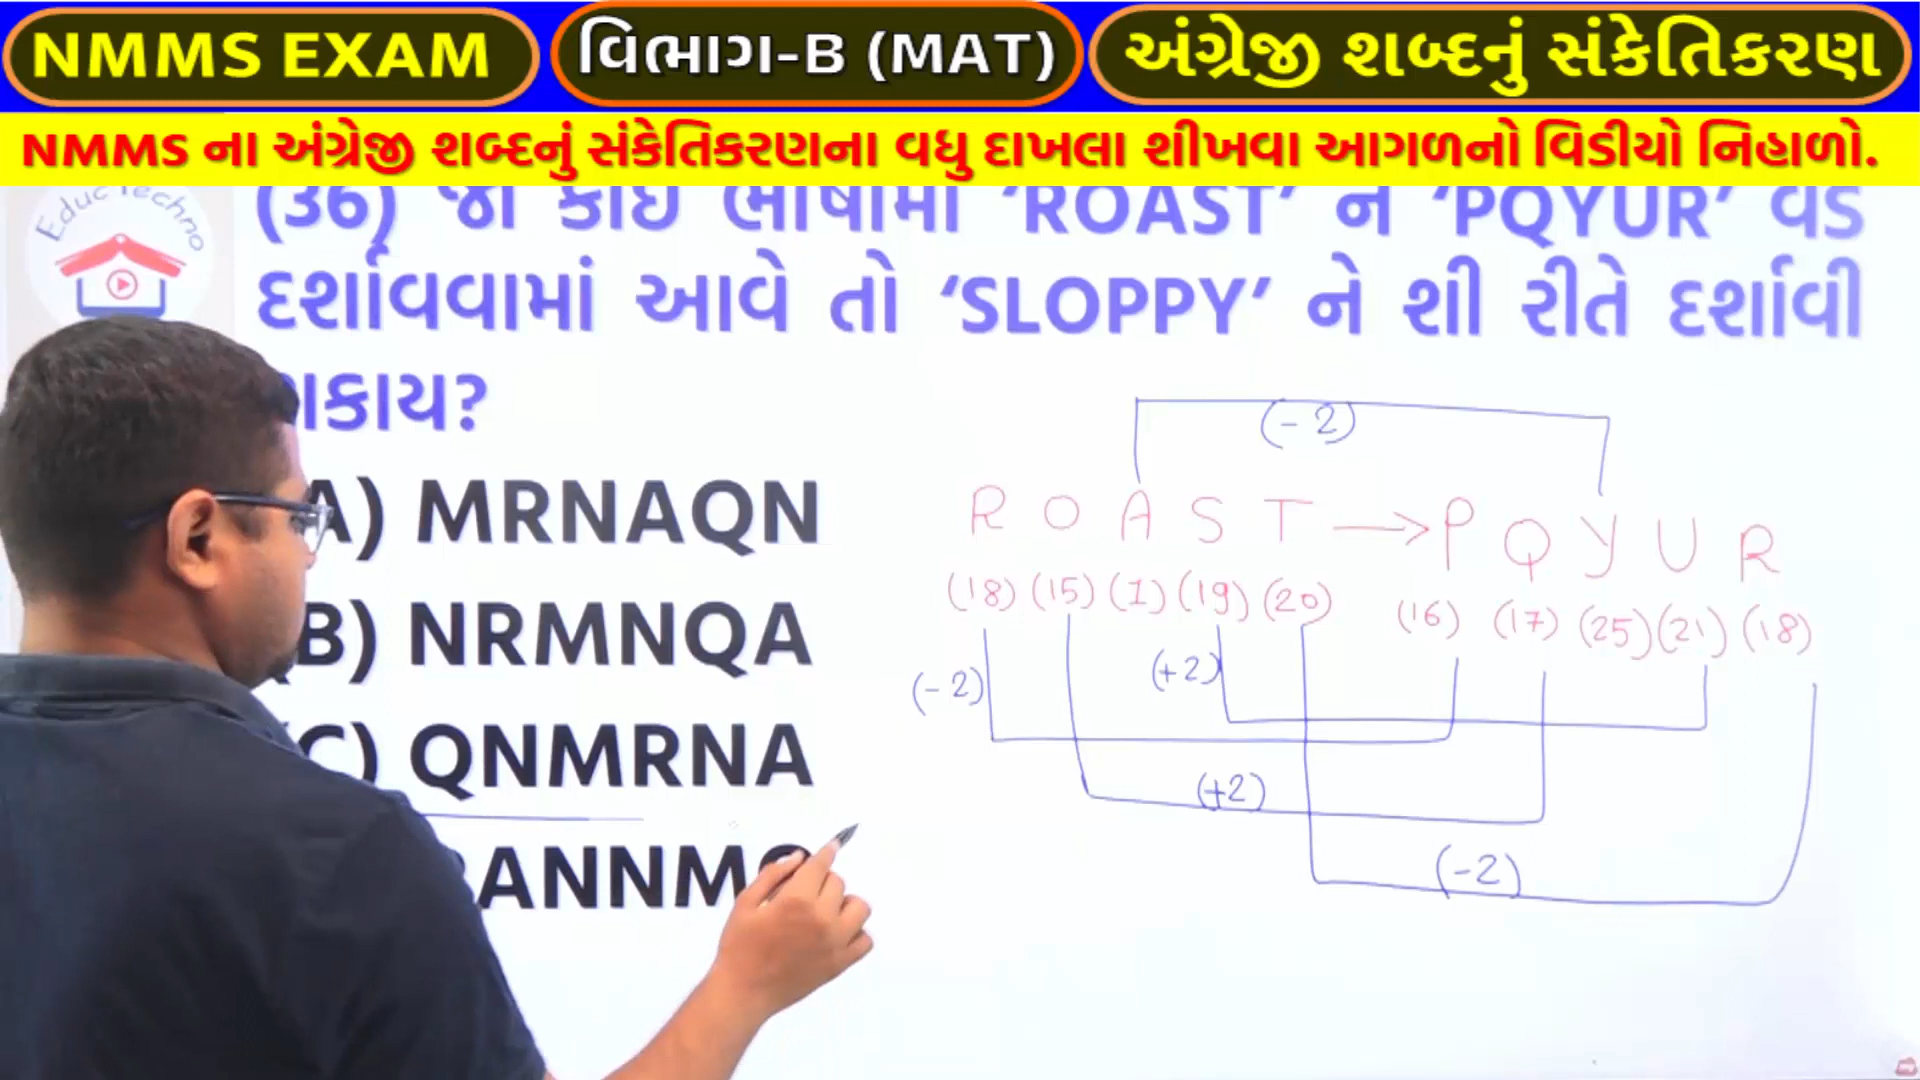 NMMS EXAM
વિભાગ-B (MAT)
અંગ્રેજી શબ્દનું સંકેતિકરણ
NMMS ના અંગ્રેજી શબ્દનું સંકેતિકરણના વધુ દાખલા શીખવા આગળનો વિડીયો નિહાળો.
Educ Techno
(36) જો કોઇ ભાષામાં ‘ROAST’ ને ‘PQYUR’ વડે
દર્શાવવામાં આવે તો ‘SLOPPY’ ને શી રીતે દર્શાવી
શકાય?
A) MRNAQN
B) NRMNQA
C) QNMRNA
ANNM
(-2)
R O A S T → P Q Y U R
(18) (15) (1) (19) (20) (16) (17) (25) (21) (18)
(-2) (+2)
(+2)
(-2)